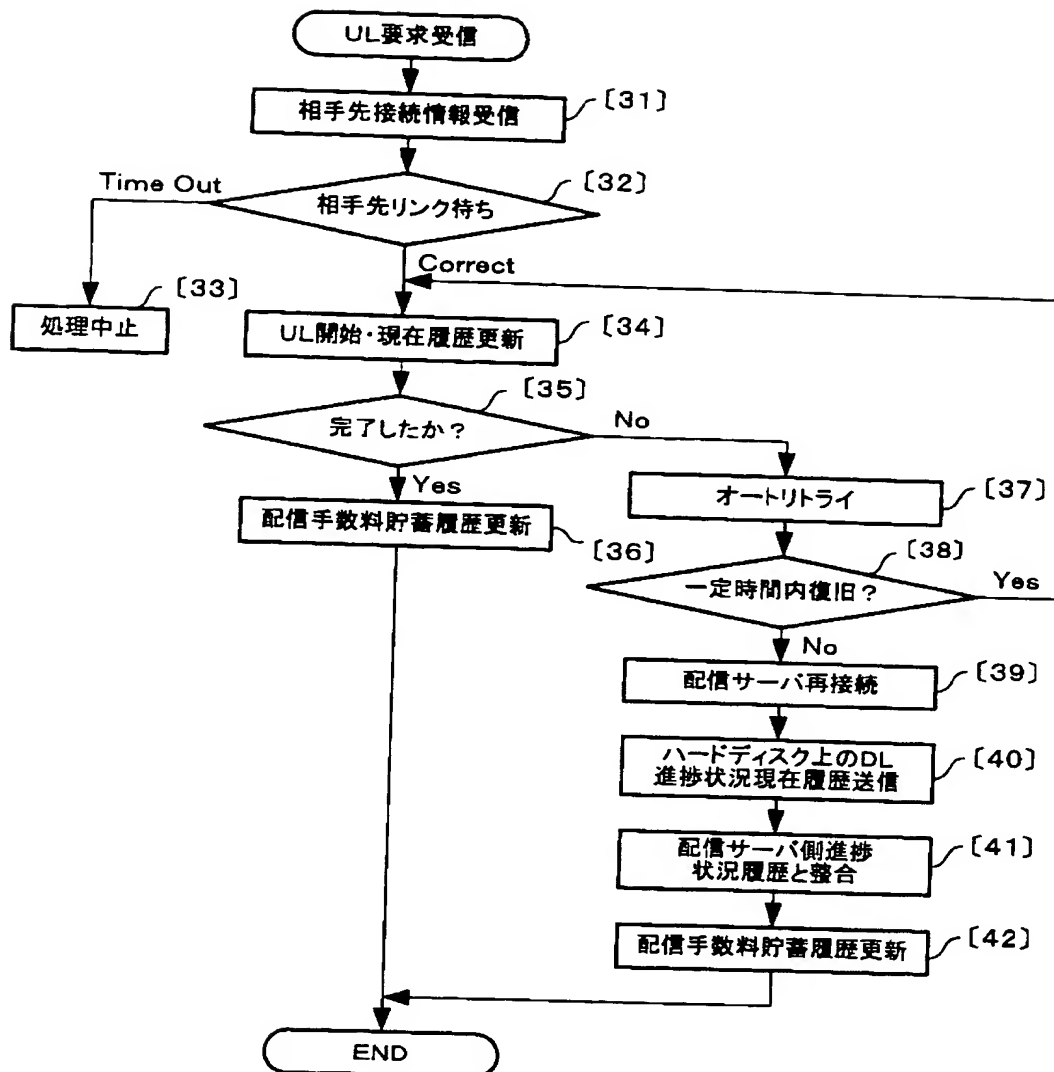 UL要求受信
相手先接続情報受信
〔31〕
相手先リンク待ち
〔32〕
Time Out
Correct
処理中止
〔33〕
UL開始・現在履歴更新
〔34〕
完了したか?
〔35〕
No
Yes
配信手数料貯蓄履歴更新
〔36〕
オートリトライ
〔37〕
一定時間内復旧?
〔38〕
Yes
No
配信サーバ再接続
〔39〕
ハードディスク上のDL
進捗状況現在履歴送信
〔40〕
配信サーバ側進捗
状況履歴と整合
〔41〕
配信手数料貯蓄履歴更新
〔42〕
END